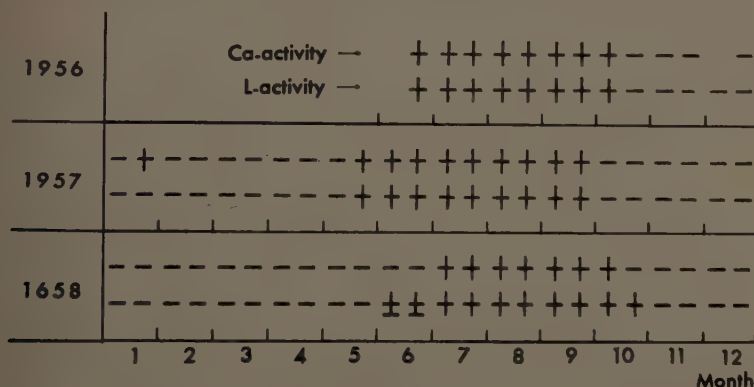 Ca-activity → + + + + + + + + − − − −
1956
L-activity → + + + + + + + + − − − − −
− + − − − − − − − + + + + + + + + + − − − − − −
1957
− − − − − − − − − + + + + + + + + + − − − − − −
− − − − − − − − − − − − + + + + + + + − − − − −
1658
− − − − − − − − − − ± ± + + + + + + + + − − − −
1 2 3 4 5 6 7 8 9 10 11 12
Month